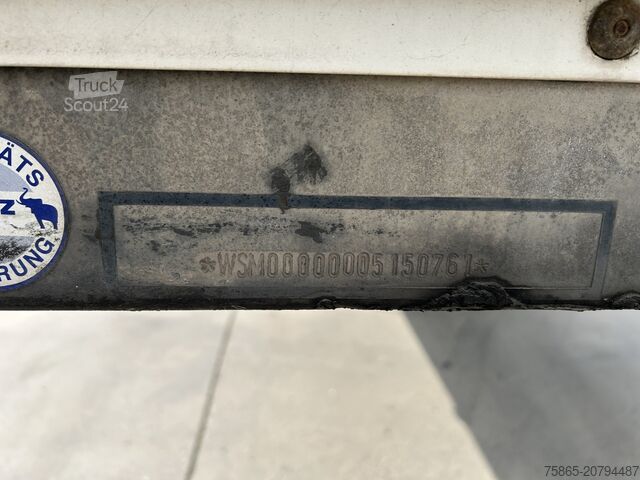 Truck
Scout24
ÄTS
RUNG
*WSM00000005150761*
75865-20794487